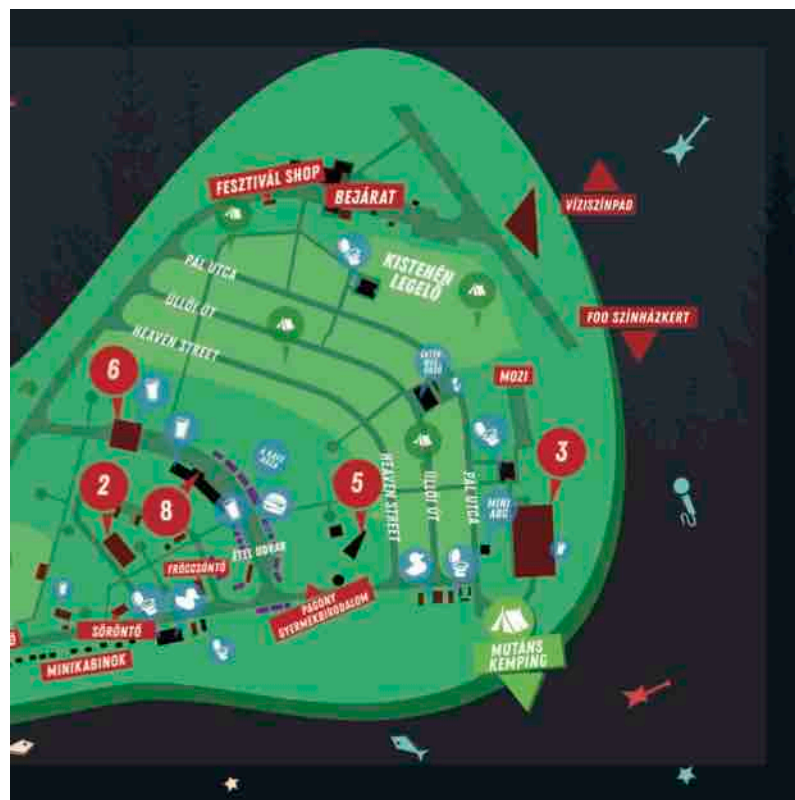 FESZTIVÁL SHOP
BEJÁRAT
VÍZISZÍNPAD
KISTEHÉN
LEGELŐ
PÁL UTCA
ÜLLŐI ÚT
HEAVEN STREET
FOO SZÍNHÁZKERT
MOZI
6
3
2
8
5
HEAVEN STREET
ÜLLŐI ÚT
PÁL UTCA
MINI
ABC
ÉTEL UDVAR
FRÖCCSÖNTŐ
PAGONY
GYERMEKBIRODALOM
SÖRÖNTŐ
MINIKABINOK
MUTÁNS
KEMPING